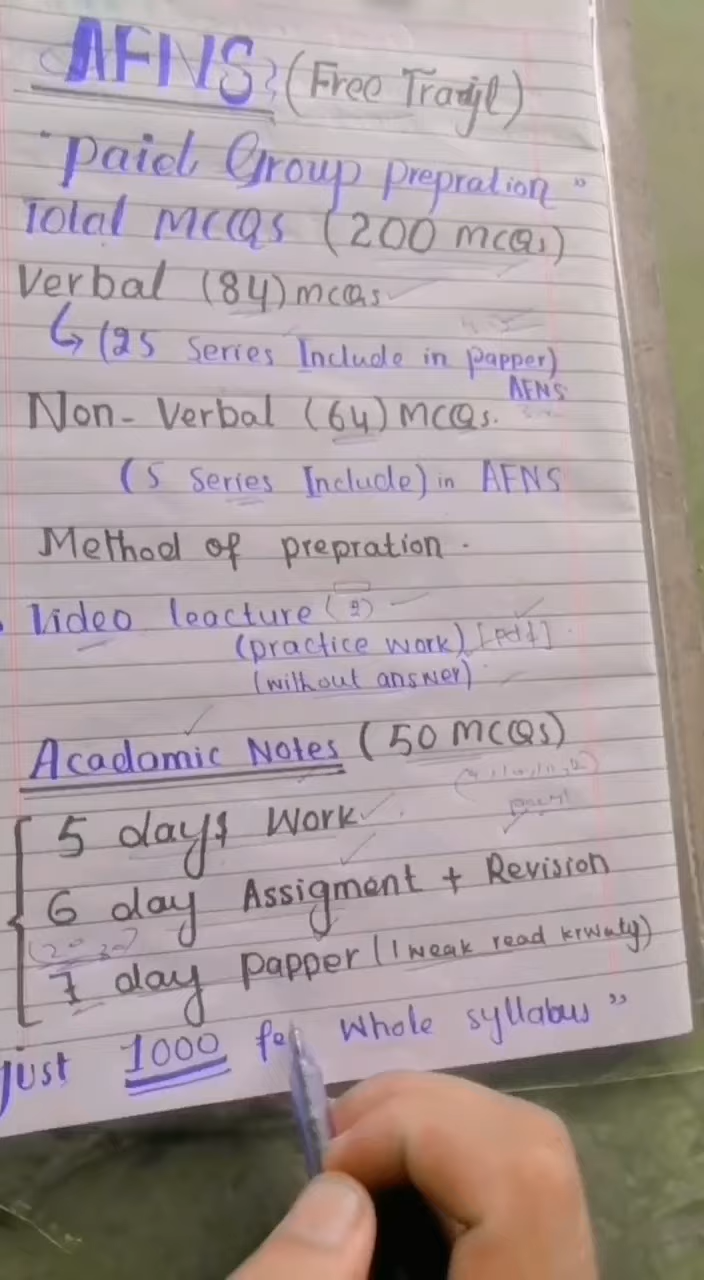 AFNS (Free Trayl)
"Paid Group prepration"
Total MCQs (200 MCQs)
Verbal (84) MCQs
(25 Series Include in papper)
AFNS
Non-Verbal (64) MCQs.
(5 Series Include) in AFNS
Method of prepration.
Video leacture (2)
(practice work) [pdf]
(without answer)
Acadamic Notes (50 MCQs)
5 days Work
6 day Assigment + Revision
7 day papper (1 weak read krwaty)
Just 1000 Whole syllabus"